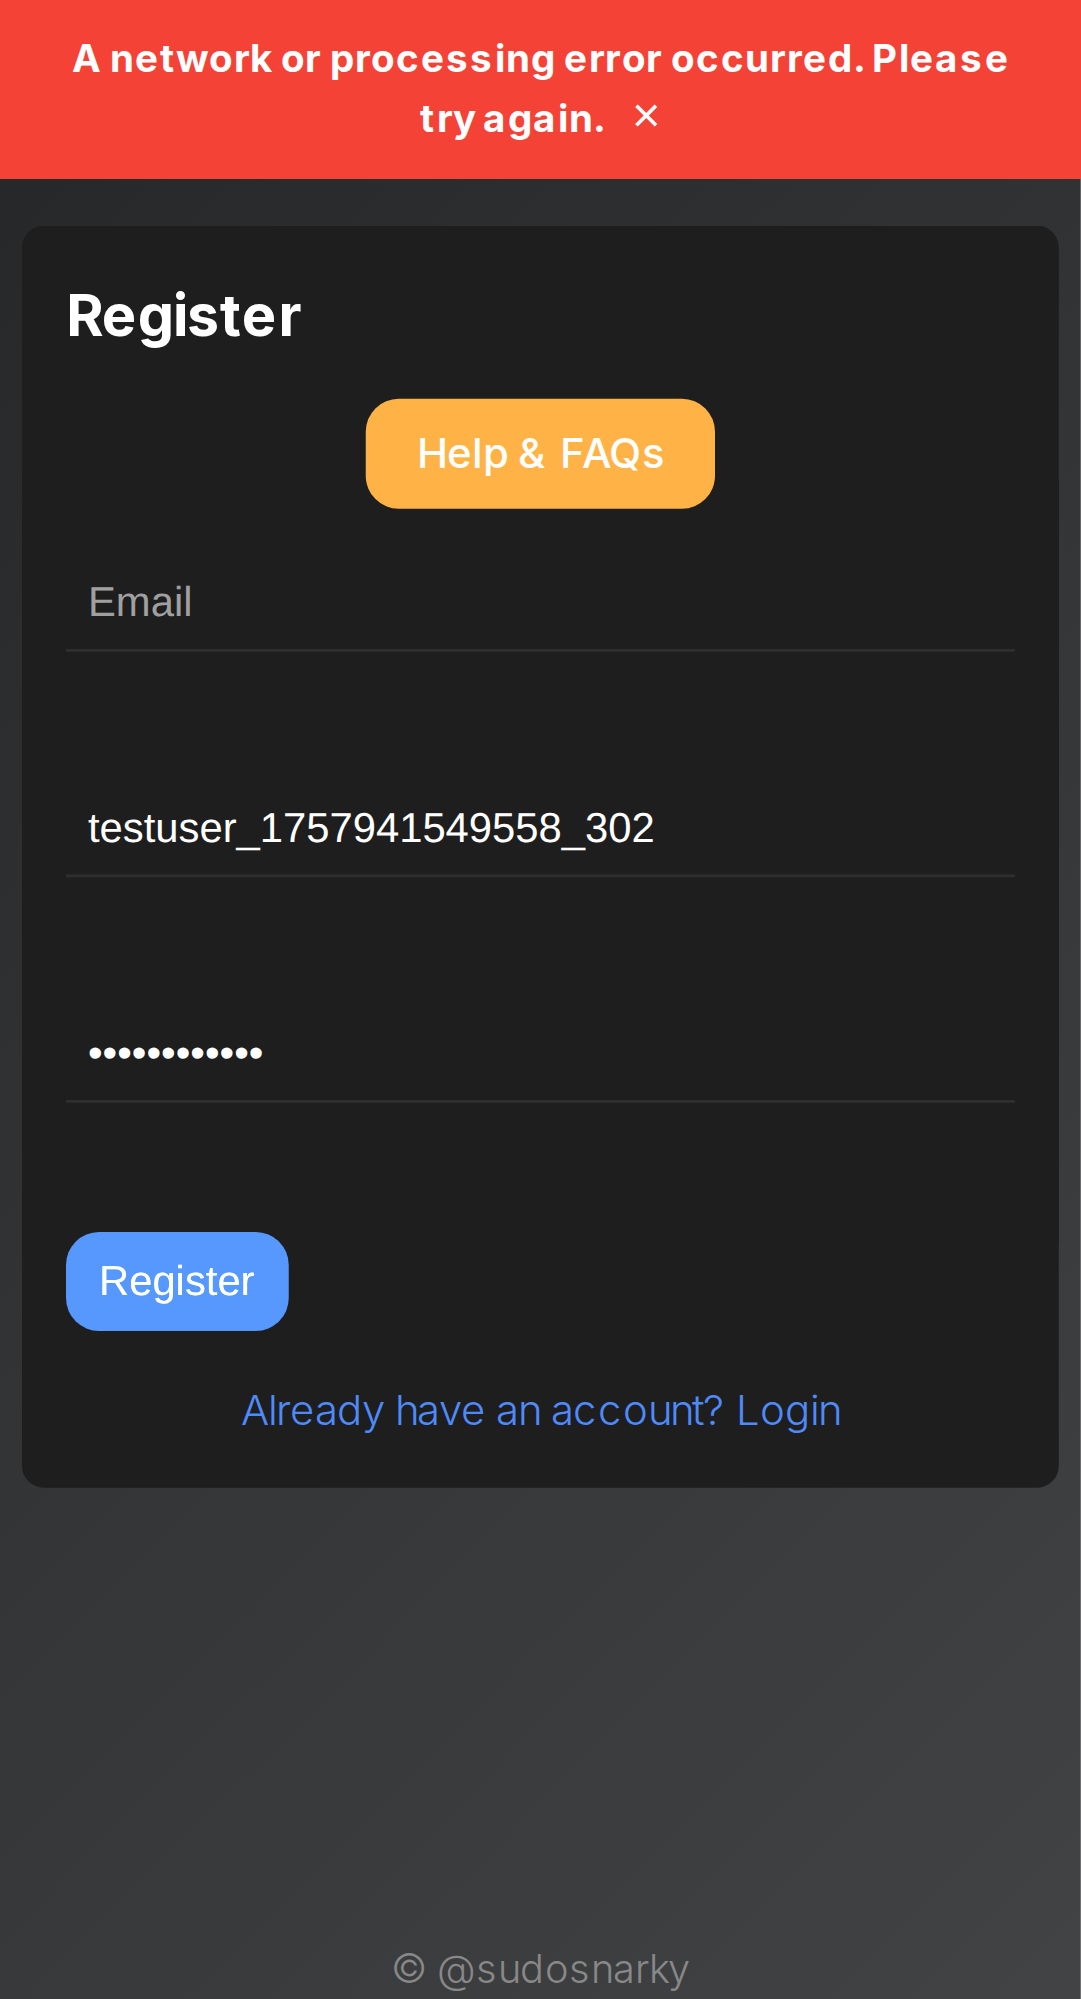 A network or processing error occurred. Please
try again. ✕
Register
Help & FAQs
Email
testuser_1757941549558_302
••••••••••••
Register
Already have an account? Login
© @sudosnarky